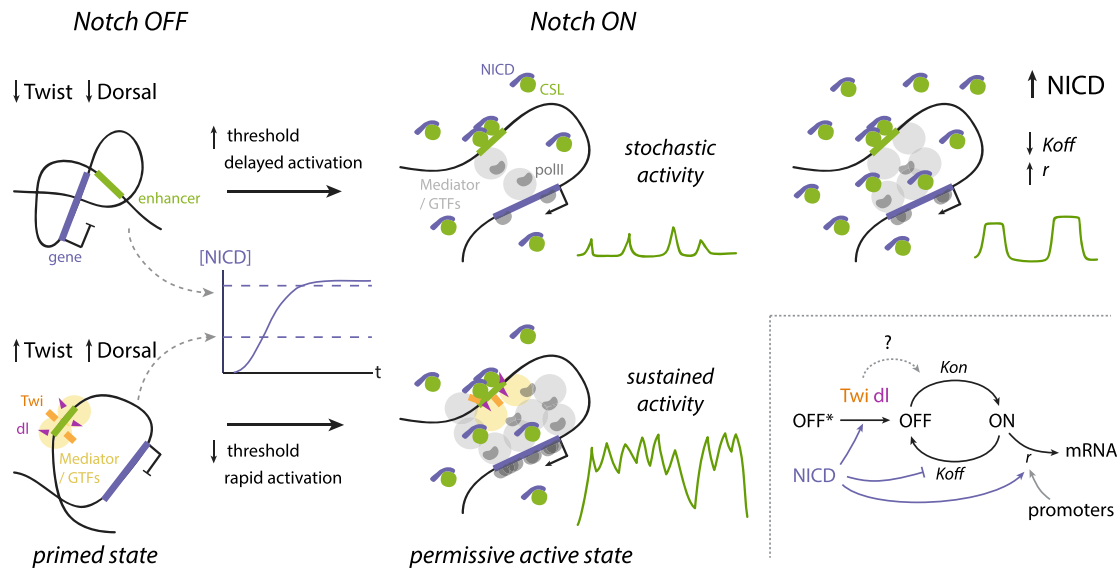 Notch OFF
Notch ON
↓Twist ↓Dorsal
↑ threshold
delayed activation
enhancer
gene
NICD
CSL
polII
Mediator
/ GTFs
stochastic
activity
↑ NICD
↓ Koff
↑ r
[NICD]
t
↑Twist ↑Dorsal
Twi
dl
Mediator
/ GTFs
↓ threshold
rapid activation
primed state
sustained
activity
permissive active state
?
Kon
Twi dl
OFF*
OFF
ON
Koff
r
mRNA
NICD
promoters